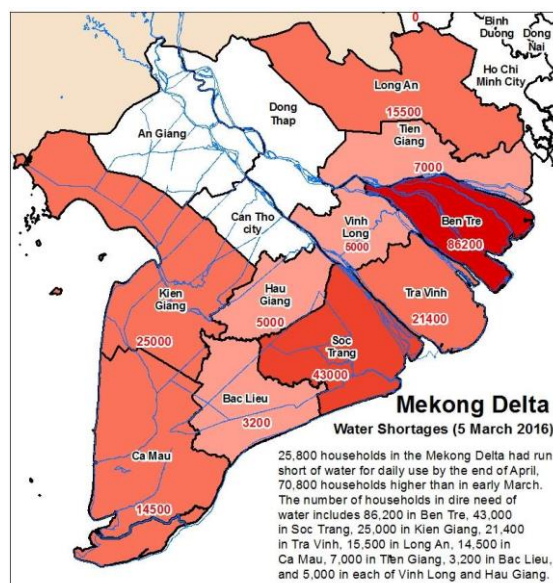 0
Binh
Duong
Dong
Nai
Ho Chi
Minh City
Long An
15500
Dong
Thap
An Giang
Tien
Giang
7000
Can Tho
city
Vinh
Long
5000
Ben Tre
86200
Kien
Giang
25000
Hau
Giang
5000
Tra Vinh
21400
Soc
Trang
43000
Bac Lieu
3200
Ca Mau
14500
Mekong Delta
Water Shortages (5 March 2016)
25,800 households in the Mekong Delta had run
short of water for daily use by the end of April,
70,800 households higher than in early March.
The number of households in dire need of
water includes 86,200 in Ben Tre, 43,000
in Soc Trang, 25,000 in Kien Giang, 21,400
in Tra Vinh, 15,500 in Long An, 14,500 in
Ca Mau, 7,000 in Tien Giang, 3,200 in Bac Lieu,
and 5,000 in each of Vinh Long and Hau Giang.